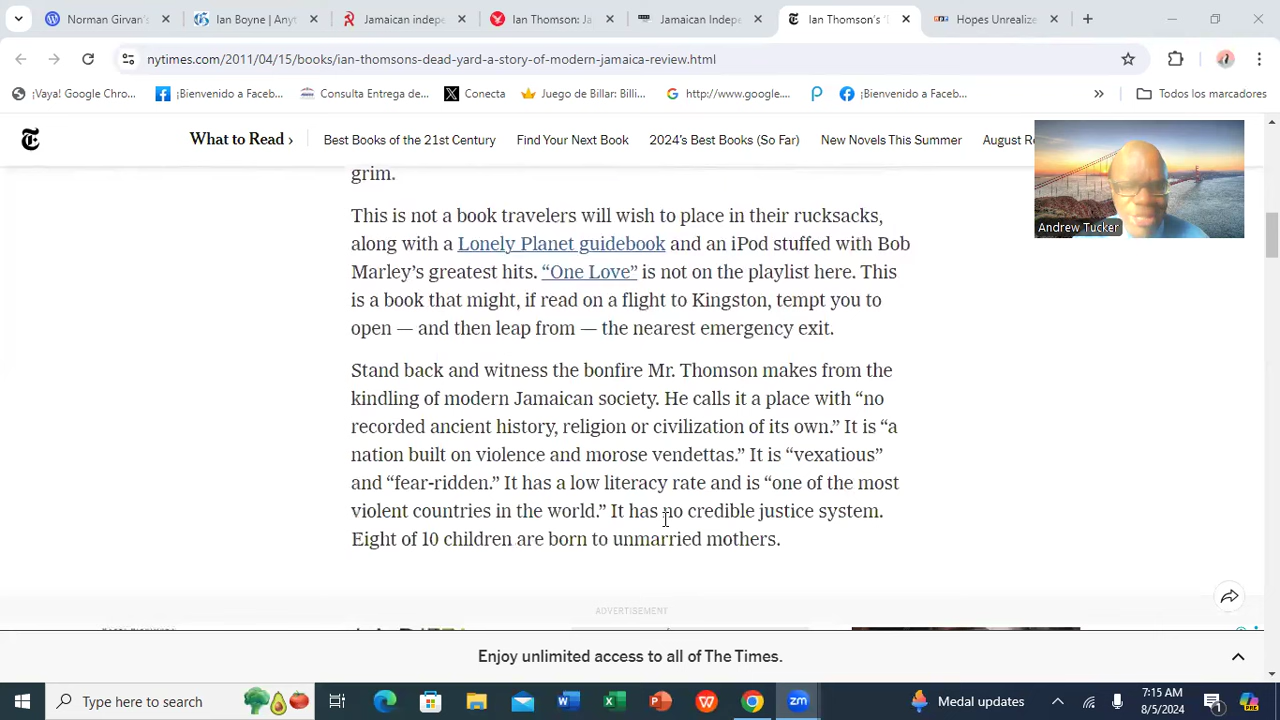 Norman Girvan's
Ian Boyne | Any
Jamaican indepe
Ian Thomson: Ja
Jamaican Indepe
Ian Thomson's 'D
Hopes Unrealize
nytimes.com/2011/04/15/books/ian-thomsons-dead-yard-a-story-of-modern-jamaica-review.html
¡Vaya! Google Chro...
¡Bienvenido a Faceb...
Consulta Entrega de...
Conecta
Juego de Billar: Billi...
http://www.google....
¡Bienvenido a Faceb...
»
Todos los marcadores
What to Read ›
Best Books of the 21st Century
Find Your Next Book
2024's Best Books (So Far)
New Novels This Summer
August Re
Andrew Tucker
grim.
This is not a book travelers will wish to place in their rucksacks,
along with a Lonely Planet guidebook and an iPod stuffed with Bob
Marley's greatest hits. “One Love” is not on the playlist here. This
is a book that might, if read on a flight to Kingston, tempt you to
open — and then leap from — the nearest emergency exit.
Stand back and witness the bonfire Mr. Thomson makes from the
kindling of modern Jamaican society. He calls it a place with “no
recorded ancient history, religion or civilization of its own.” It is “a
nation built on violence and morose vendettas.” It is “vexatious”
and “fear-ridden.” It has a low literacy rate and is “one of the most
violent countries in the world.” It has no credible justice system.
Eight of 10 children are born to unmarried mothers.
ADVERTISEMENT
Enjoy unlimited access to all of The Times.
Type here to search
zm
Medal updates
7:15 AM
8/5/2024
1
PRE